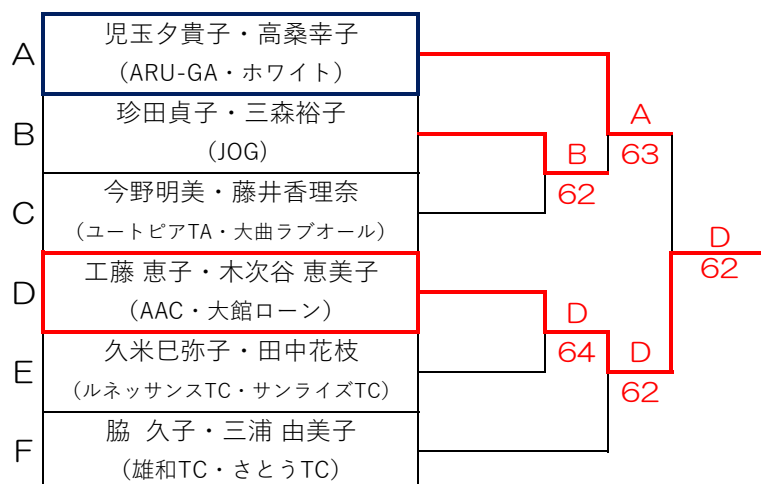 A
児玉夕貴子・高桑幸子
(ARU-GA・ホワイト)
B
珍田貞子・三森裕子
(JOG)
C
今野明美・藤井香理奈
(ユートピアTA・大曲ラブオール)
D
工藤 恵子・木次谷 恵美子
(AAC・大館ローン)
E
久米巳弥子・田中花枝
(ルネッサンスTC・サンライズTC)
F
脇 久子・三浦 由美子
(雄和TC・さとうTC)
B
62
D
64
A
63
D
62
D
62